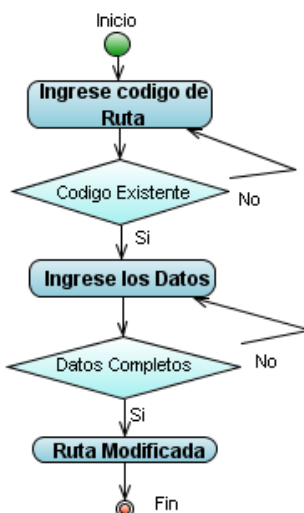 Inicio
Ingrese codigo de
Ruta
Codigo Existente
No
Si
Ingrese los Datos
Datos Completos
No
Si
Ruta Modificada
Fin